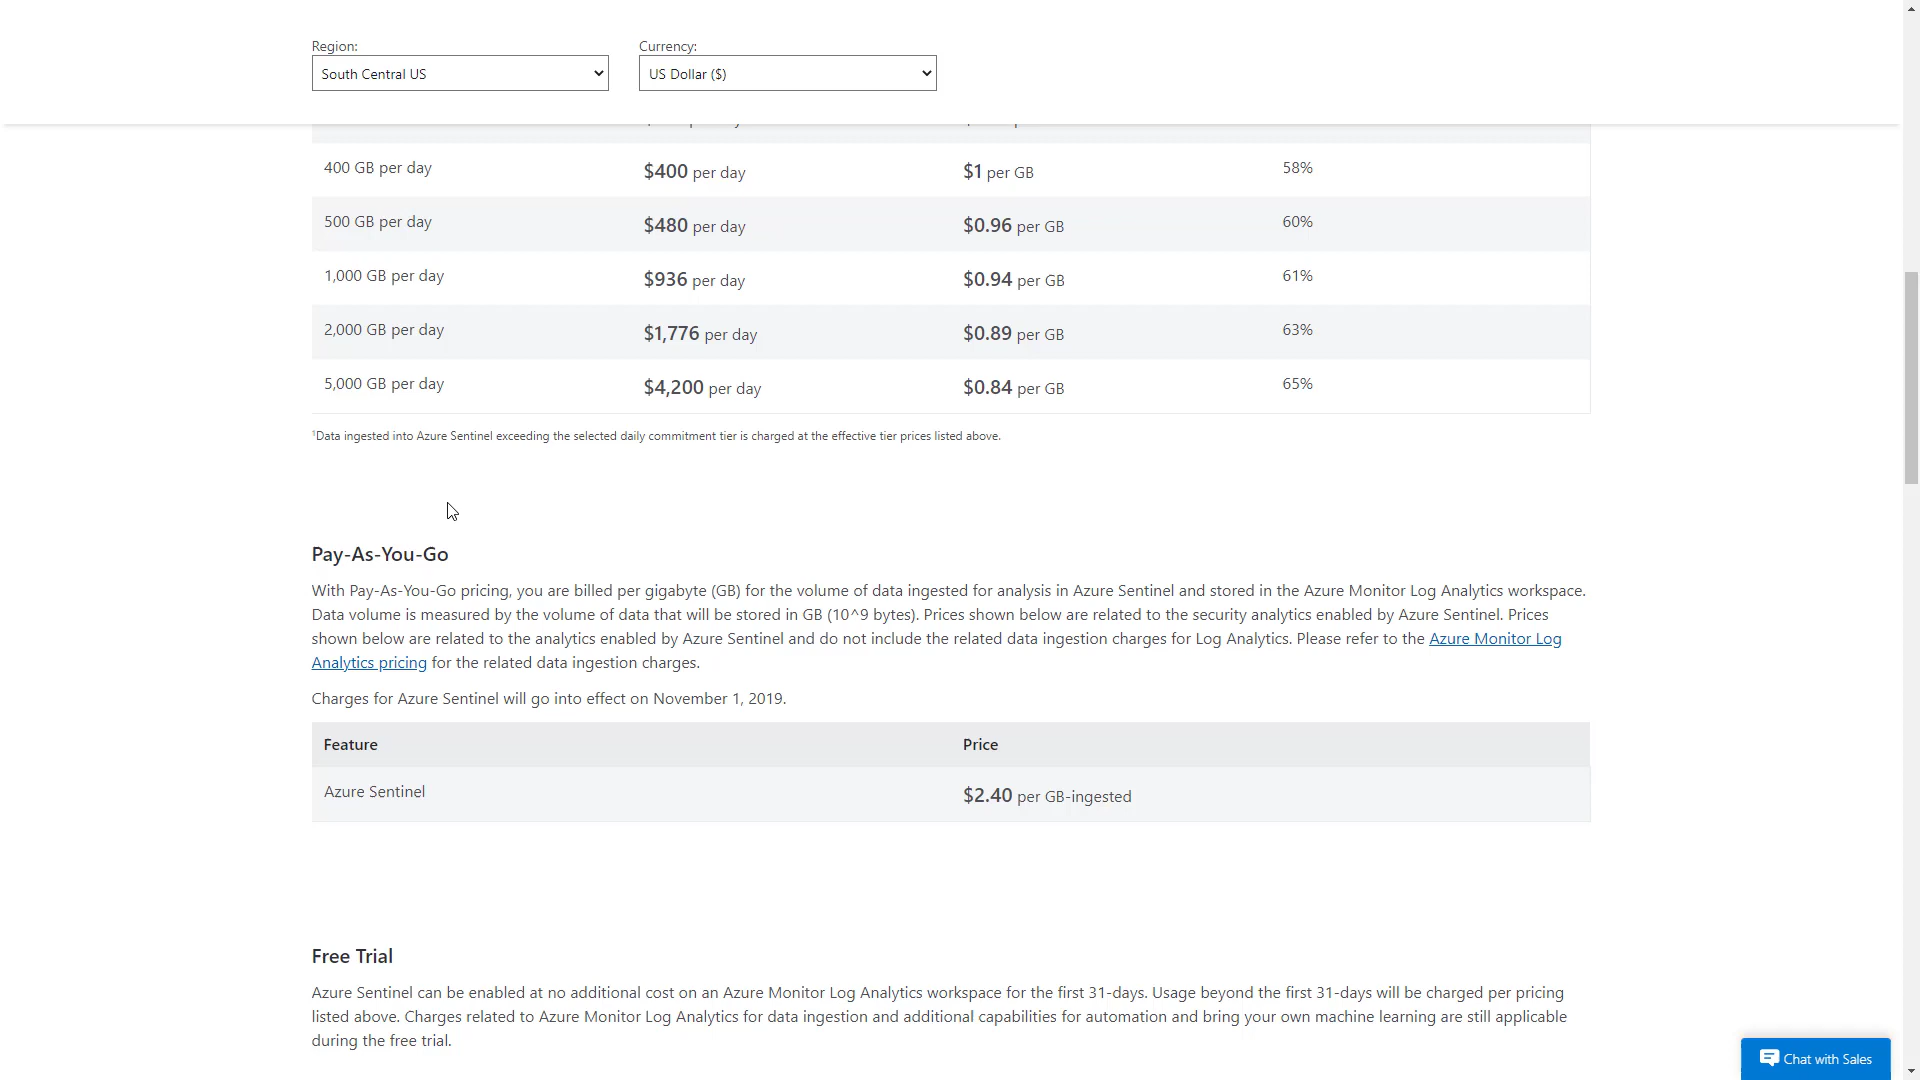 Region:
Currency:
South Central US
US Dollar ($)
400 GB per day
$400 per day
$1 per GB
58%
500 GB per day
$480 per day
$0.96 per GB
60%
1,000 GB per day
$936 per day
$0.94 per GB
61%
2,000 GB per day
$1,776 per day
$0.89 per GB
63%
5,000 GB per day
$4,200 per day
$0.84 per GB
65%
¹Data ingested into Azure Sentinel exceeding the selected daily commitment tier is charged at the effective tier prices listed above.
Pay-As-You-Go
With Pay-As-You-Go pricing, you are billed per gigabyte (GB) for the volume of data ingested for analysis in Azure Sentinel and stored in the Azure Monitor Log Analytics workspace.
Data volume is measured by the volume of data that will be stored in GB (10^9 bytes). Prices shown below are related to the security analytics enabled by Azure Sentinel. Prices
shown below are related to the analytics enabled by Azure Sentinel and do not include the related data ingestion charges for Log Analytics. Please refer to the Azure Monitor Log
Analytics pricing for the related data ingestion charges.
Charges for Azure Sentinel will go into effect on November 1, 2019.
Feature
Price
Azure Sentinel
$2.40 per GB-ingested
Free Trial
Azure Sentinel can be enabled at no additional cost on an Azure Monitor Log Analytics workspace for the first 31-days. Usage beyond the first 31-days will be charged per pricing
listed above. Charges related to Azure Monitor Log Analytics for data ingestion and additional capabilities for automation and bring your own machine learning are still applicable
during the free trial.
Chat with Sales